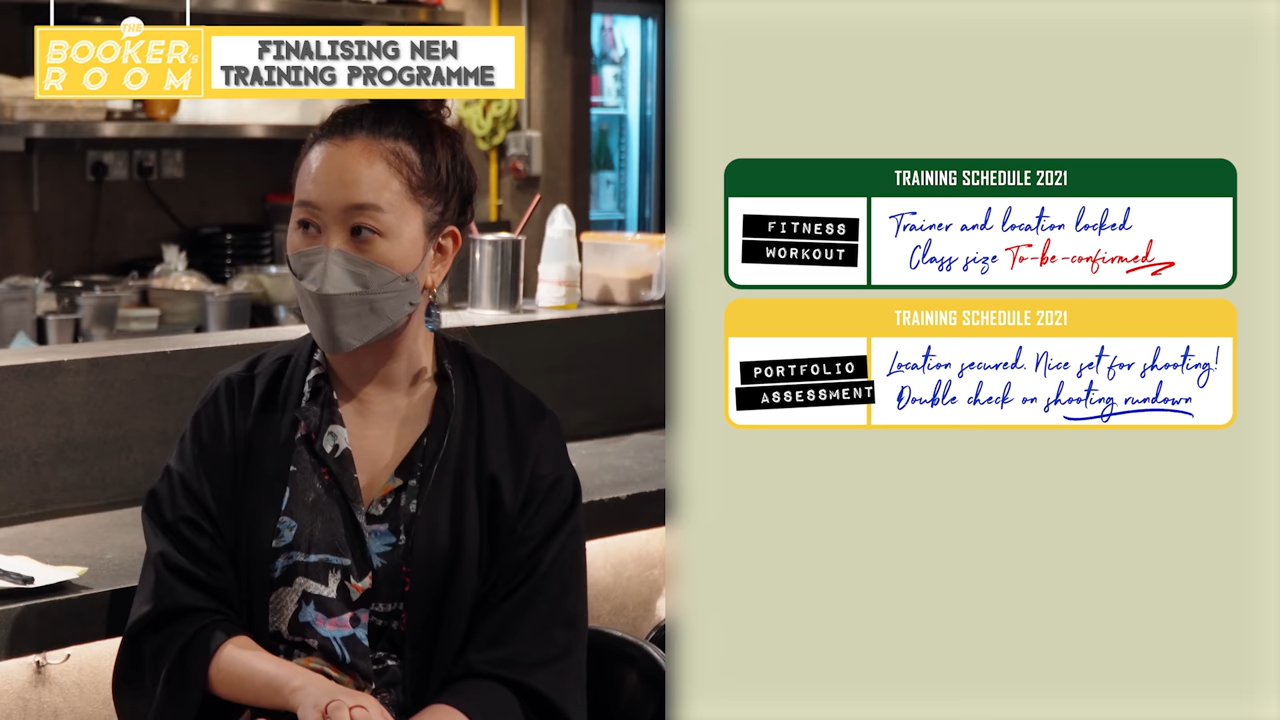 THE
BOOKER's
ROOM
FINALISING NEW
TRAINING PROGRAMME
TRAINING SCHEDULE 2021
FITNESS
WORKOUT
Trainer and location locked
Class size To-be-confirmed
TRAINING SCHEDULE 2021
PORTFOLIO
ASSESSMENT
Location secured. Nice set for shooting!
Double check on shooting rundown